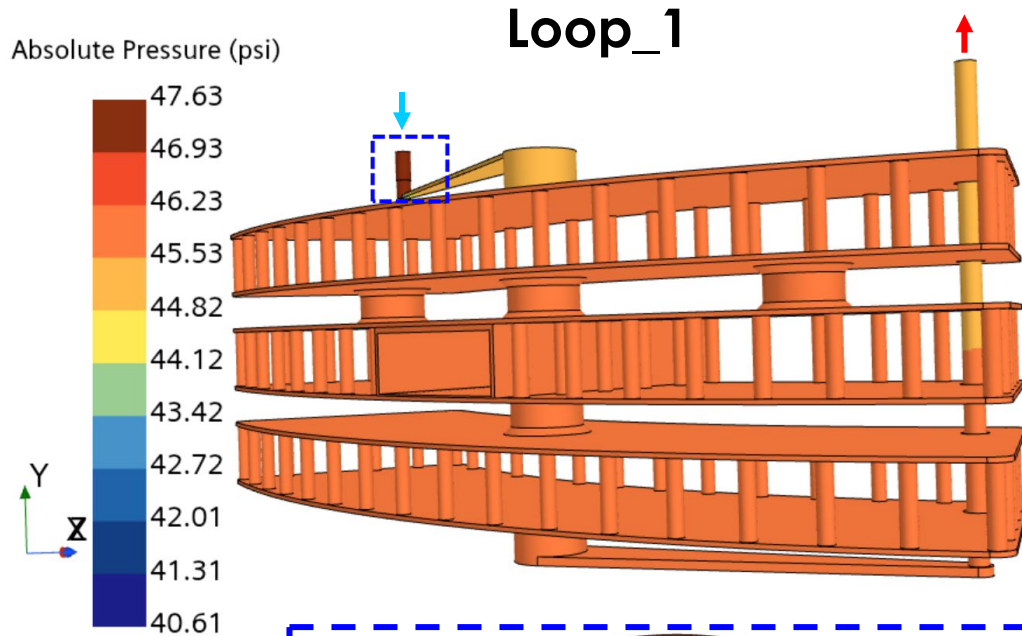 Loop_1
Absolute Pressure (psi)
47.63
46.93
46.23
45.53
44.82
44.12
43.42
42.72
42.01
41.31
40.61
Y
Z
X